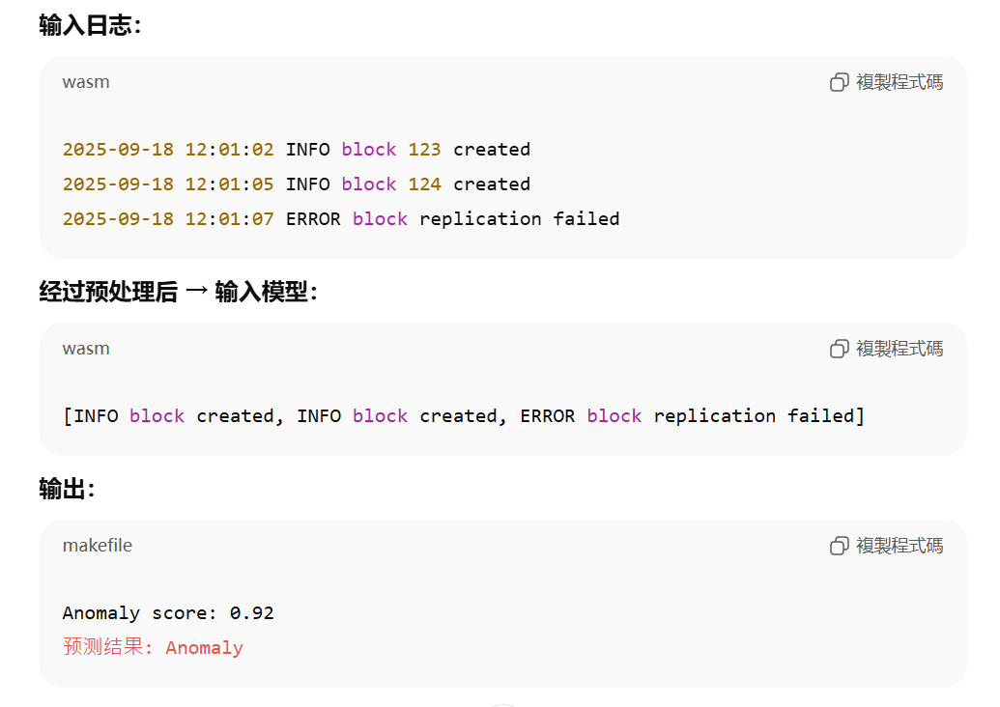 输入日志：
wasm
複製程式碼
2025-09-18 12:01:02 INFO block 123 created
2025-09-18 12:01:05 INFO block 124 created
2025-09-18 12:01:07 ERROR block replication failed
经过预处理后 → 输入模型：
wasm
複製程式碼
[INFO block created, INFO block created, ERROR block replication failed]
输出：
makefile
複製程式碼
Anomaly score: 0.92
预测结果: Anomaly